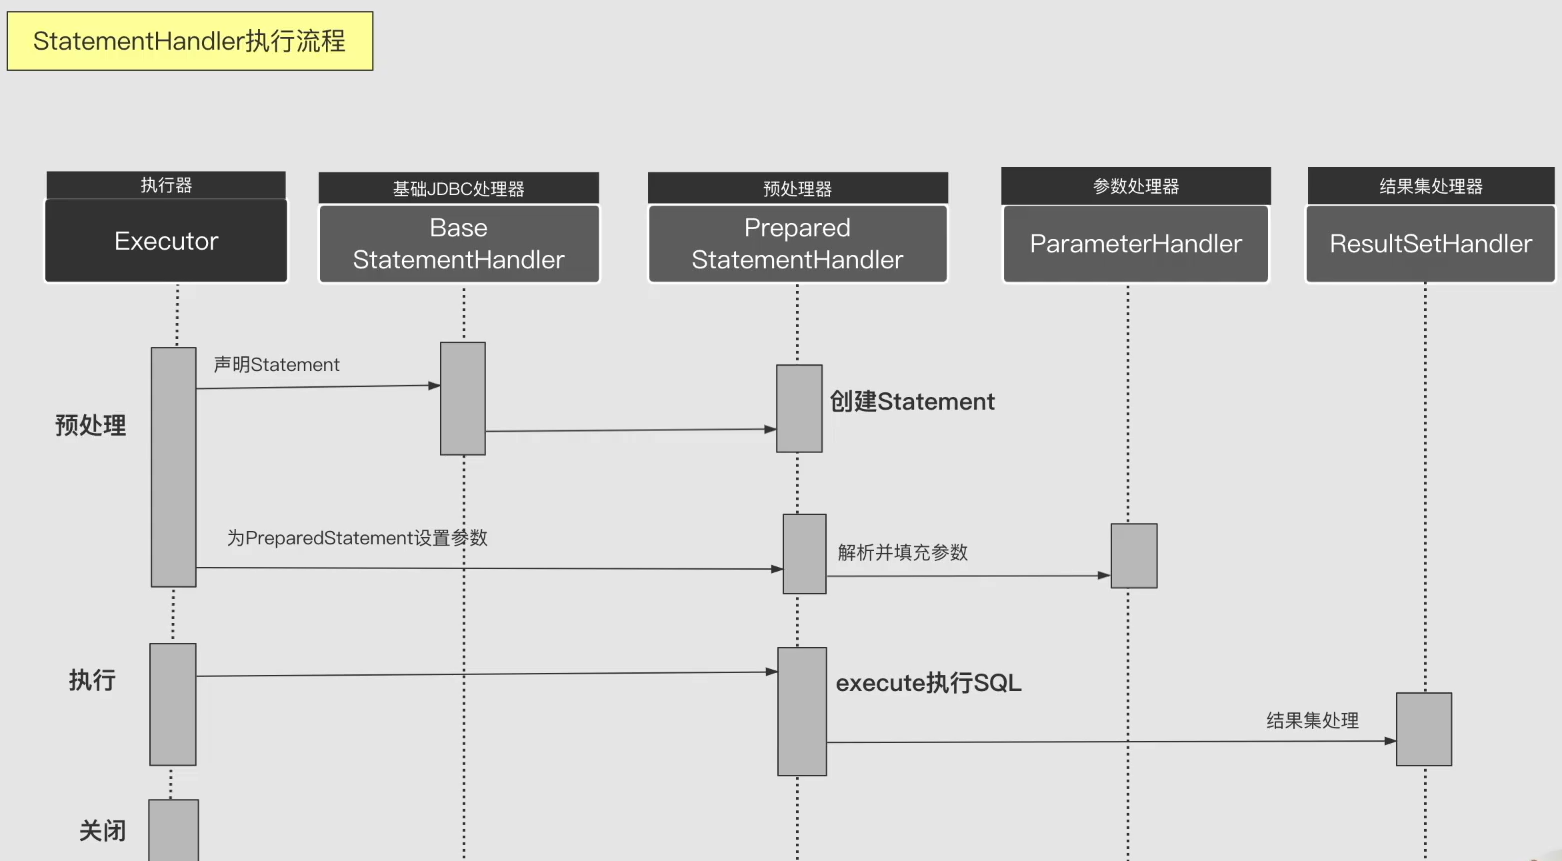 StatementHandler执行流程
执行器
Executor
基础JDBC处理器
Base
StatementHandler
预处理器
Prepared
StatementHandler
参数处理器
ParameterHandler
结果集处理器
ResultSetHandler
声明Statement
预处理
创建Statement
为PreparedStatement设置参数
解析并填充参数
执行
execute执行SQL
结果集处理
关闭